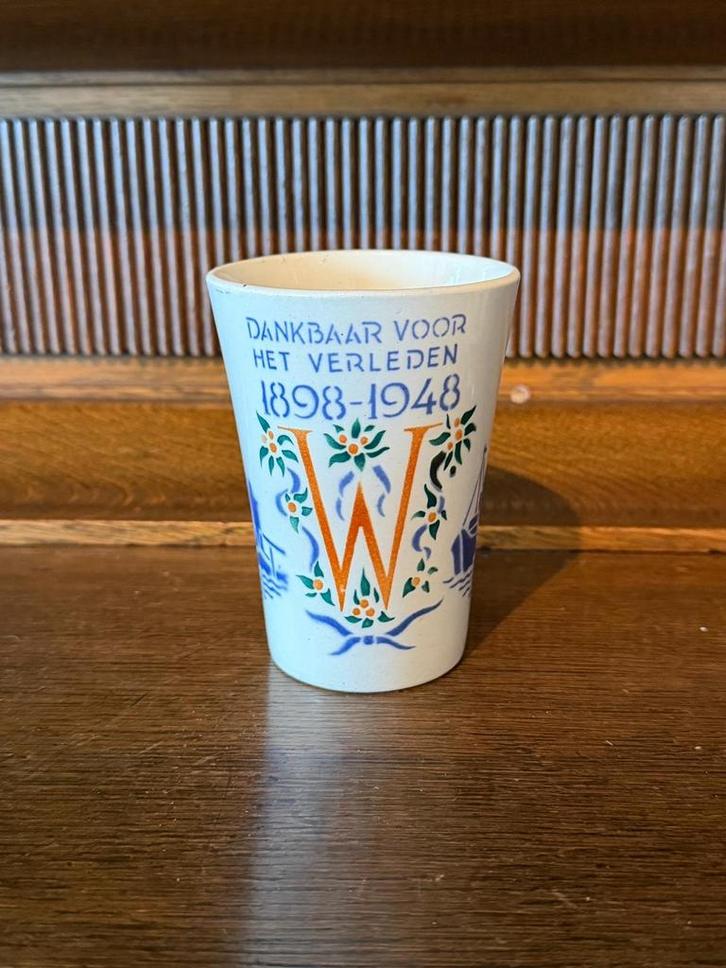 DANKBAAR VOOR
HET VERLEDEN
1898-1948
W